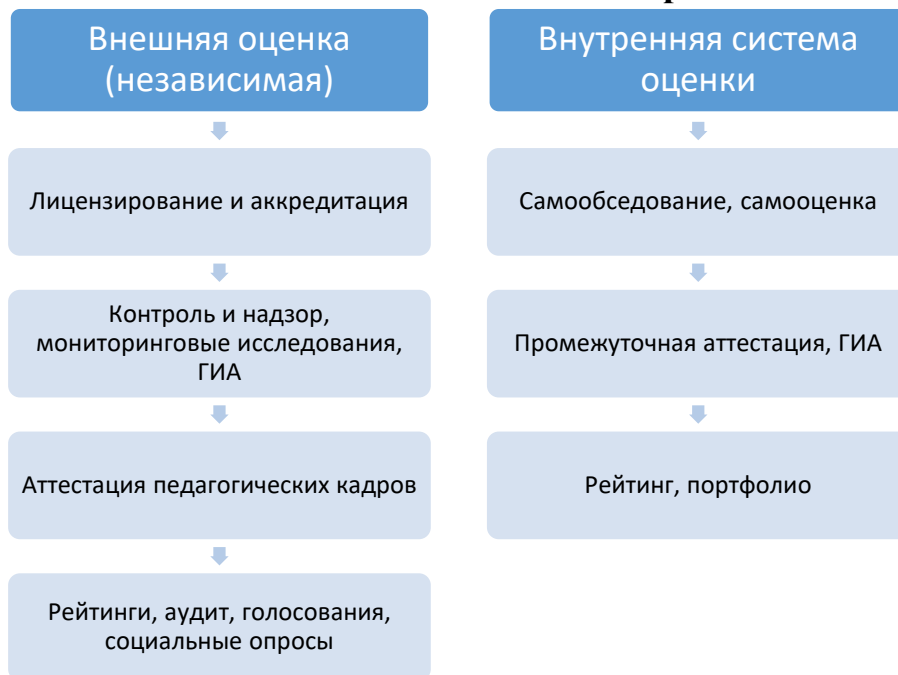 Внешняя оценка
(независимая)
Лицензирование и аккредитация
Контроль и надзор,
мониторинговые исследования,
ГИА
Аттестация педагогических кадров
Рейтинги, аудит, голосования,
социальные опросы
Внутренняя система
оценки
Самообседование, самооценка
Промежуточная аттестация, ГИА
Рейтинг, портфолио